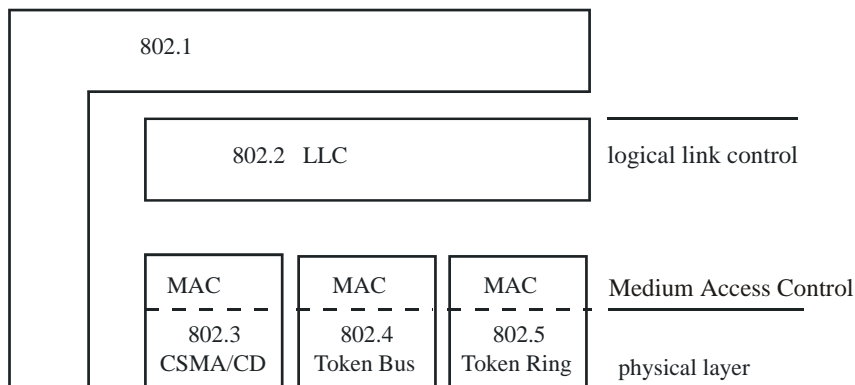 802.1
802.2 LLC
logical link control
MAC
MAC
MAC
Medium Access Control
802.3
CSMA/CD
802.4
Token Bus
802.5
Token Ring
physical layer